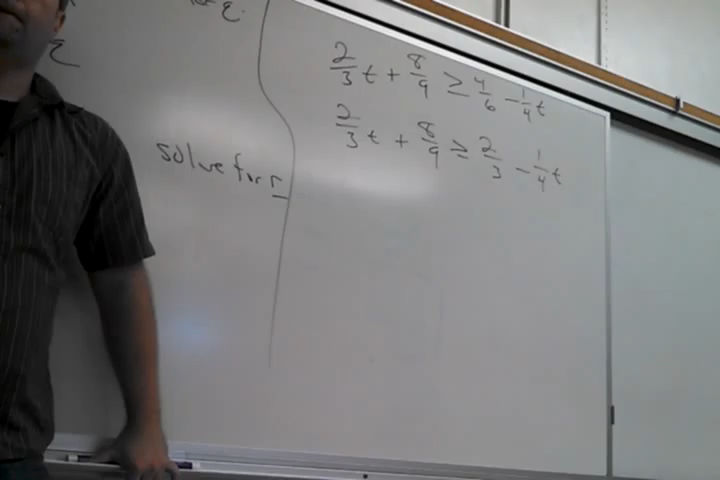 solve for r
2/3 t + 8/9 ≥ 4/6 - 1/4 t
2/3 t + 8/9 ≥ 2/3 - 1/4 t